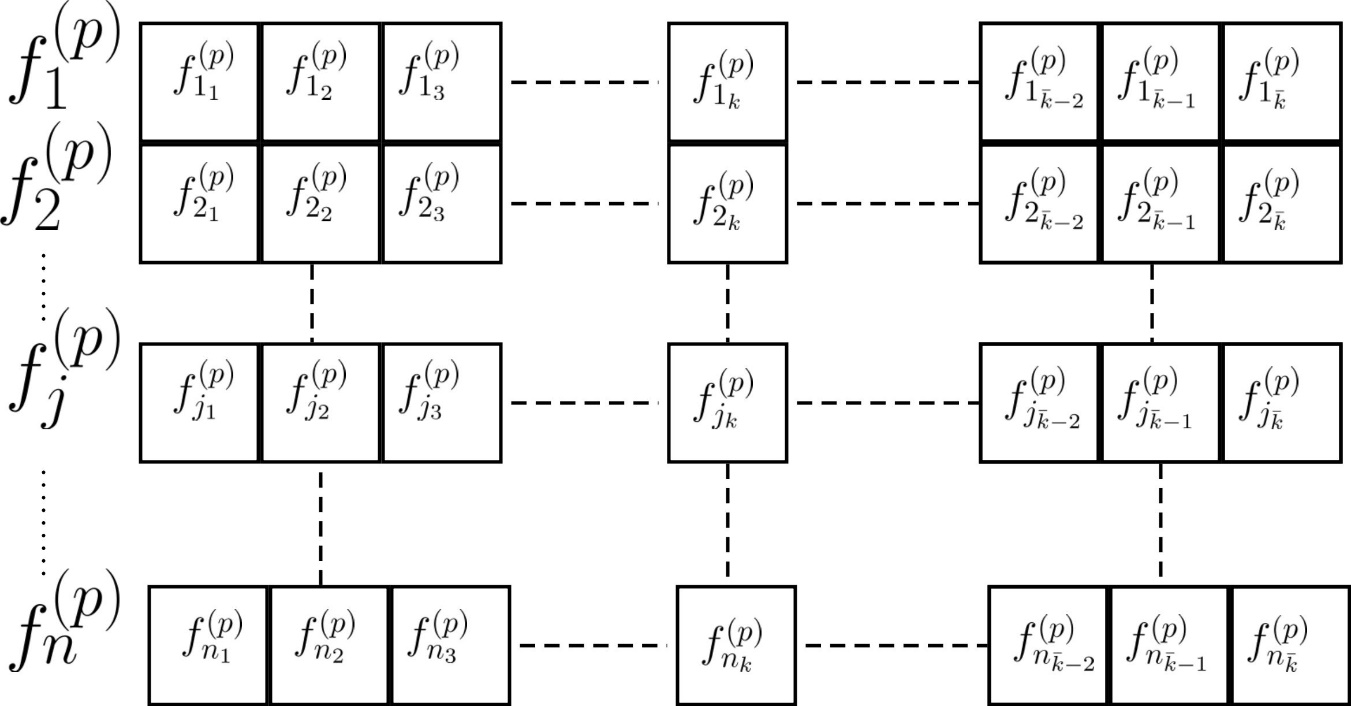 f_1^{(p)} f_{1_1}^{(p)} f_{1_2}^{(p)} f_{1_3}^{(p)} f_{1_k}^{(p)} f_{1_{\bar{k}-2}}^{(p)} f_{1_{\bar{k}-1}}^{(p)} f_{1_{\bar{k}}}^{(p)}
f_2^{(p)} f_{2_1}^{(p)} f_{2_2}^{(p)} f_{2_3}^{(p)} f_{2_k}^{(p)} f_{2_{\bar{k}-2}}^{(p)} f_{2_{\bar{k}-1}}^{(p)} f_{2_{\bar{k}}}^{(p)}
f_j^{(p)} f_{j_1}^{(p)} f_{j_2}^{(p)} f_{j_3}^{(p)} f_{j_k}^{(p)} f_{j_{\bar{k}-2}}^{(p)} f_{j_{\bar{k}-1}}^{(p)} f_{j_{\bar{k}}}^{(p)}
f_n^{(p)} f_{n_1}^{(p)} f_{n_2}^{(p)} f_{n_3}^{(p)} f_{n_k}^{(p)} f_{n_{\bar{k}-2}}^{(p)} f_{n_{\bar{k}-1}}^{(p)} f_{n_{\bar{k}}}^{(p)}